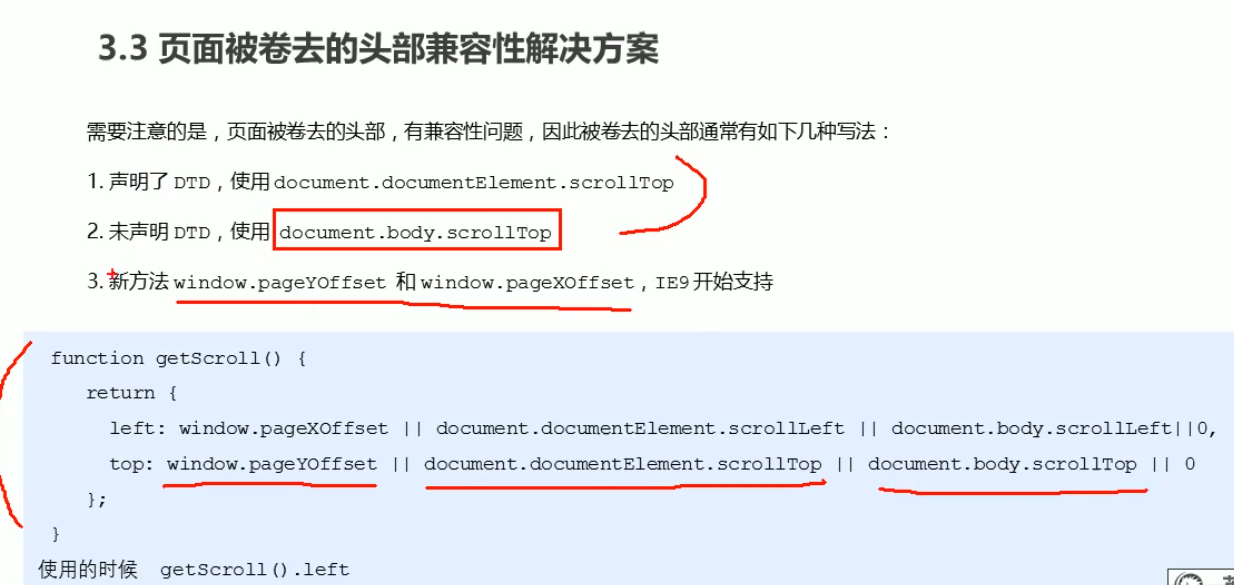 3.3 页面被卷去的头部兼容性解决方案
需要注意的是，页面被卷去的头部，有兼容性问题，因此被卷去的头部通常有如下几种写法：
1. 声明了 DTD，使用 document.documentElement.scrollTop
2. 未声明 DTD，使用 document.body.scrollTop
3. 新方法 window.pageYOffset 和 window.pageXOffset，IE9 开始支持
function getScroll() {
return {
left: window.pageXOffset || document.documentElement.scrollLeft || document.body.scrollLeft||0,
top: window.pageYOffset || document.documentElement.scrollTop || document.body.scrollTop || 0
};
}
使用的时候 getScroll().left